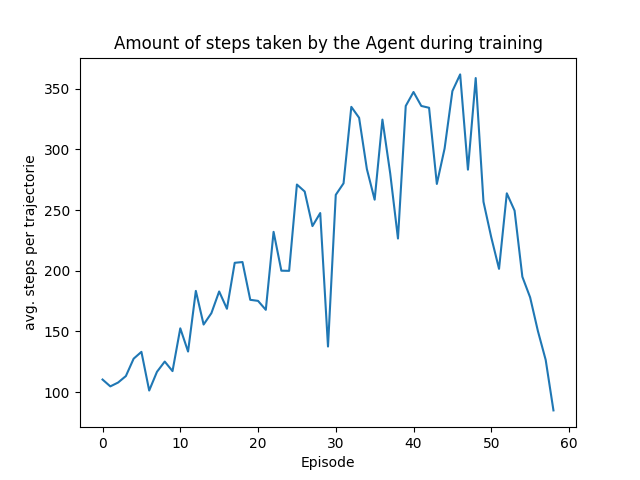 Amount of steps taken by the Agent during training
avg. steps per trajectorie
350
300
250
200
150
100
0 10 20 30 40 50 60
Episode